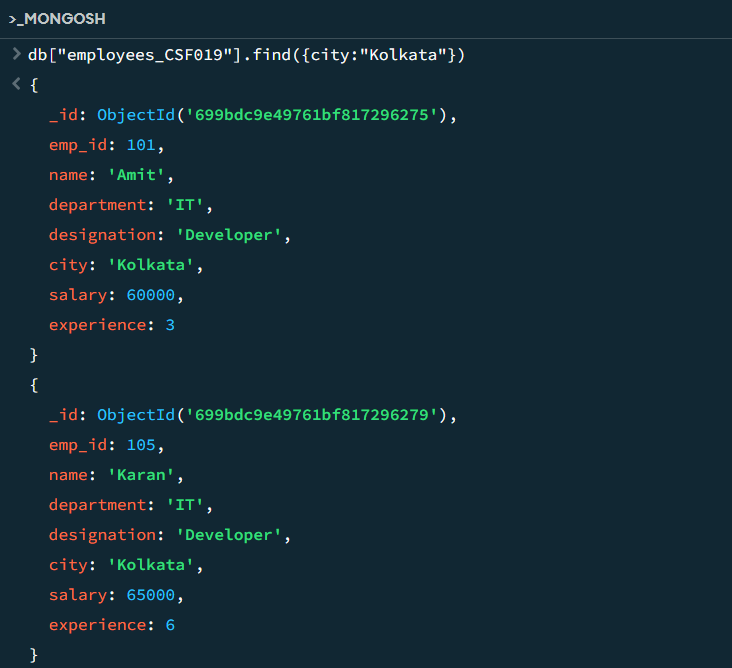 >_MONGOSH
> db["employees_CSF019"].find({city:"Kolkata"})
< {
_id: ObjectId('699bdc9e49761bf817296275'),
emp_id: 101,
name: 'Amit',
department: 'IT',
designation: 'Developer',
city: 'Kolkata',
salary: 60000,
experience: 3
}
{
_id: ObjectId('699bdc9e49761bf817296279'),
emp_id: 105,
name: 'Karan',
department: 'IT',
designation: 'Developer',
city: 'Kolkata',
salary: 65000,
experience: 6
}